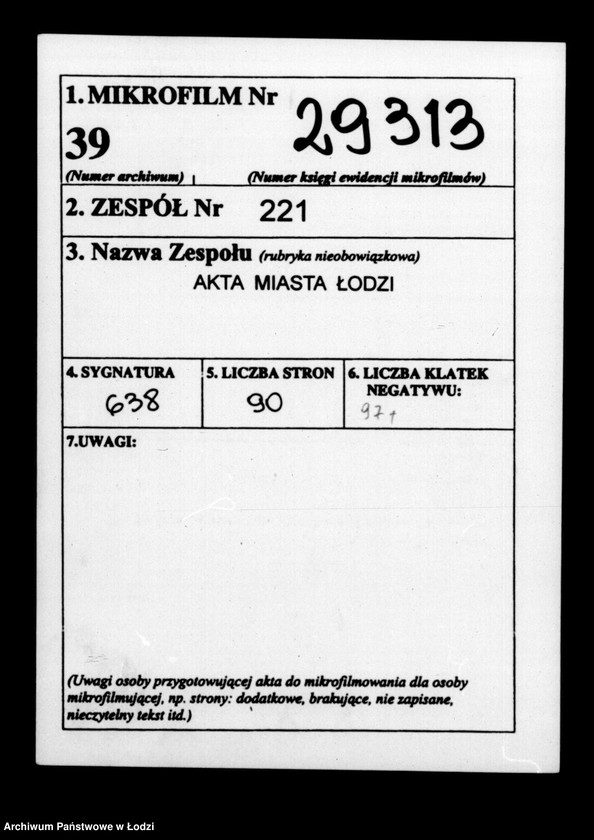 1. MIKROFILM Nr 29313
39
(Numer archiwum) (Numer księgi ewidencji mikrofilmów)
2. ZESPÓŁ Nr 221
3. Nazwa Zespołu (rubryka nieobowiązkowa)
AKTA MIASTA ŁODZI
4. SYGNATURA
638
5. LICZBA STRON
90
6. LICZBA KLATEK
NEGATYWU:
97+
7.UWAGI:
(Uwagi osoby przygotowującej akta do mikrofilmowania dla osoby
mikrofilmującej, np. strony: dodatkowe, brakujące, nie zapisane,
nieczytelny tekst itd.)
Archiwum Państwowe w Łodzi